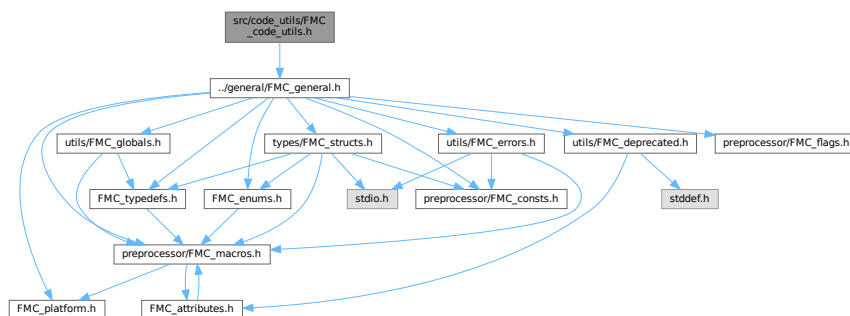 src/code_utils/FMC
_code_utils.h
../general/FMC_general.h
utils/FMC_globals.h
types/FMC_structs.h
utils/FMC_errors.h
utils/FMC_deprecated.h
preprocessor/FMC_flags.h
FMC_typedefs.h
FMC_enums.h
stdio.h
preprocessor/FMC_consts.h
stddef.h
preprocessor/FMC_macros.h
FMC_platform.h
FMC_attributes.h